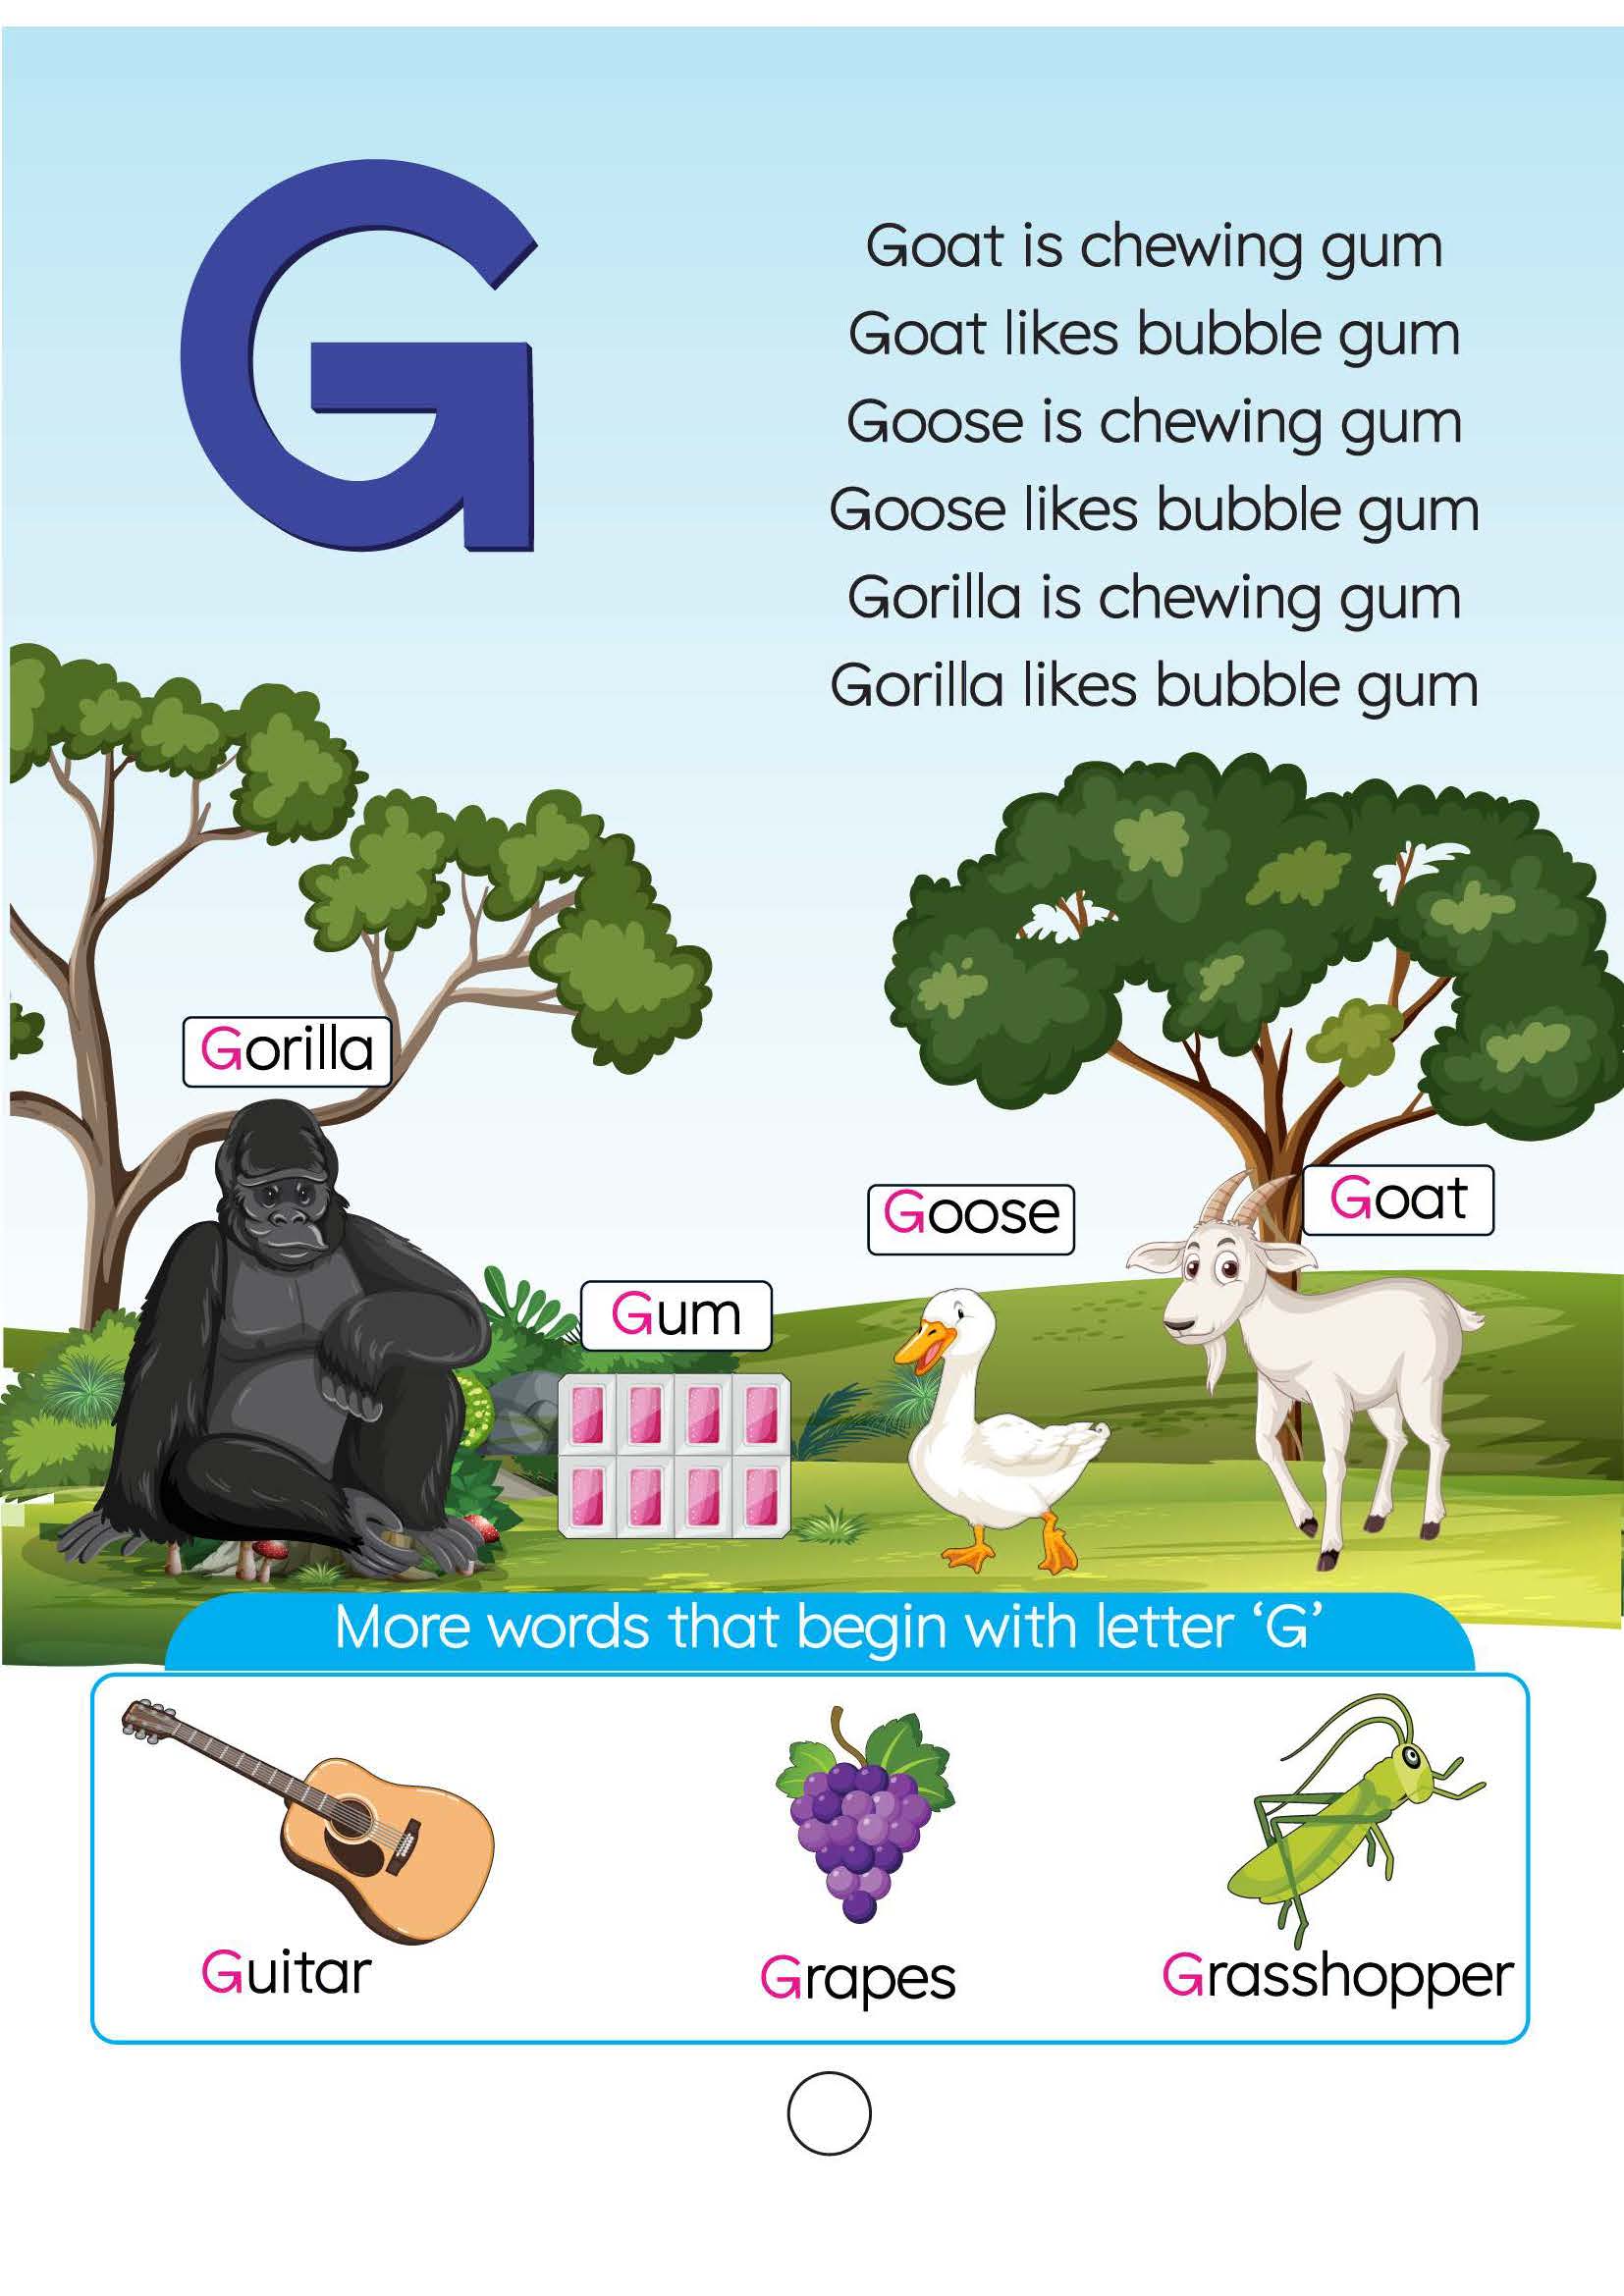 G
Goat is chewing gum
Goat likes bubble gum
Goose is chewing gum
Goose likes bubble gum
Gorilla is chewing gum
Gorilla likes bubble gum
Gorilla
Gum
Goose
Goat
More words that begin with letter ‘G’
Guitar
Grapes
Grasshopper